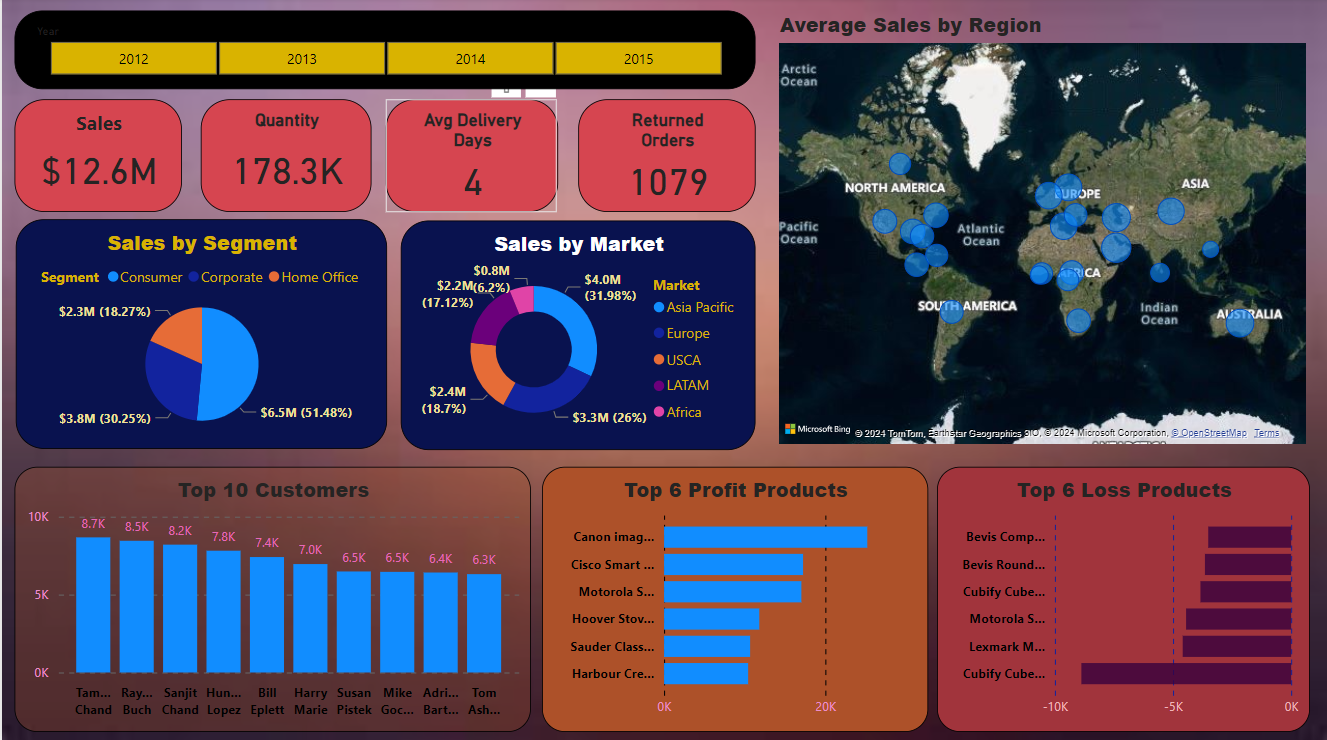 Year
2012
2013
2014
2015
Sales
$12.6M
Quantity
178.3K
Avg Delivery
Days
4
Returned
Orders
1079
Sales by Segment
Segment Consumer Corporate Home Office
$2.3M (18.27%)
$3.8M (30.25%)
$6.5M (51.48%)
Sales by Market
$0.8M
(6.2%)
$2.2M
(17.12%)
$4.0M
(31.98%)
$2.4M
(18.7%)
$3.3M (26%)
Market
Asia Pacific
Europe
USCA
LATAM
Africa
Average Sales by Region
Arctic
Ocean
NORTH AMERICA
EUROPE
ASIA
Pacific
Ocean
Atlantic
Ocean
AFRICA
SOUTH AMERICA
Indian
Ocean
AUSTRALIA
Microsoft Bing
© 2024 TomTom, Earthstar Geographics SIO, © 2024 Microsoft Corporation, © OpenStreetMap Terms
ANTARCTICA
Top 10 Customers
10K
5K
0K
8.7K
8.5K
8.2K
7.8K
7.4K
7.0K
6.5K
6.5K
6.4K
6.3K
Tam...
Chand
Ray...
Buch
Sanjit
Chand
Hun...
Lopez
Bill
Eplett
Harry
Marie
Susan
Pistek
Mike
Goc...
Adri...
Bart...
Tom
Ash...
Top 6 Profit Products
Canon imag...
Cisco Smart ...
Motorola S...
Hoover Stov...
Sauder Class...
Harbour Cre...
0K
20K
Top 6 Loss Products
Bevis Comp...
Bevis Round...
Cubify Cube...
Motorola S...
Lexmark M...
Cubify Cube...
-10K
-5K
0K